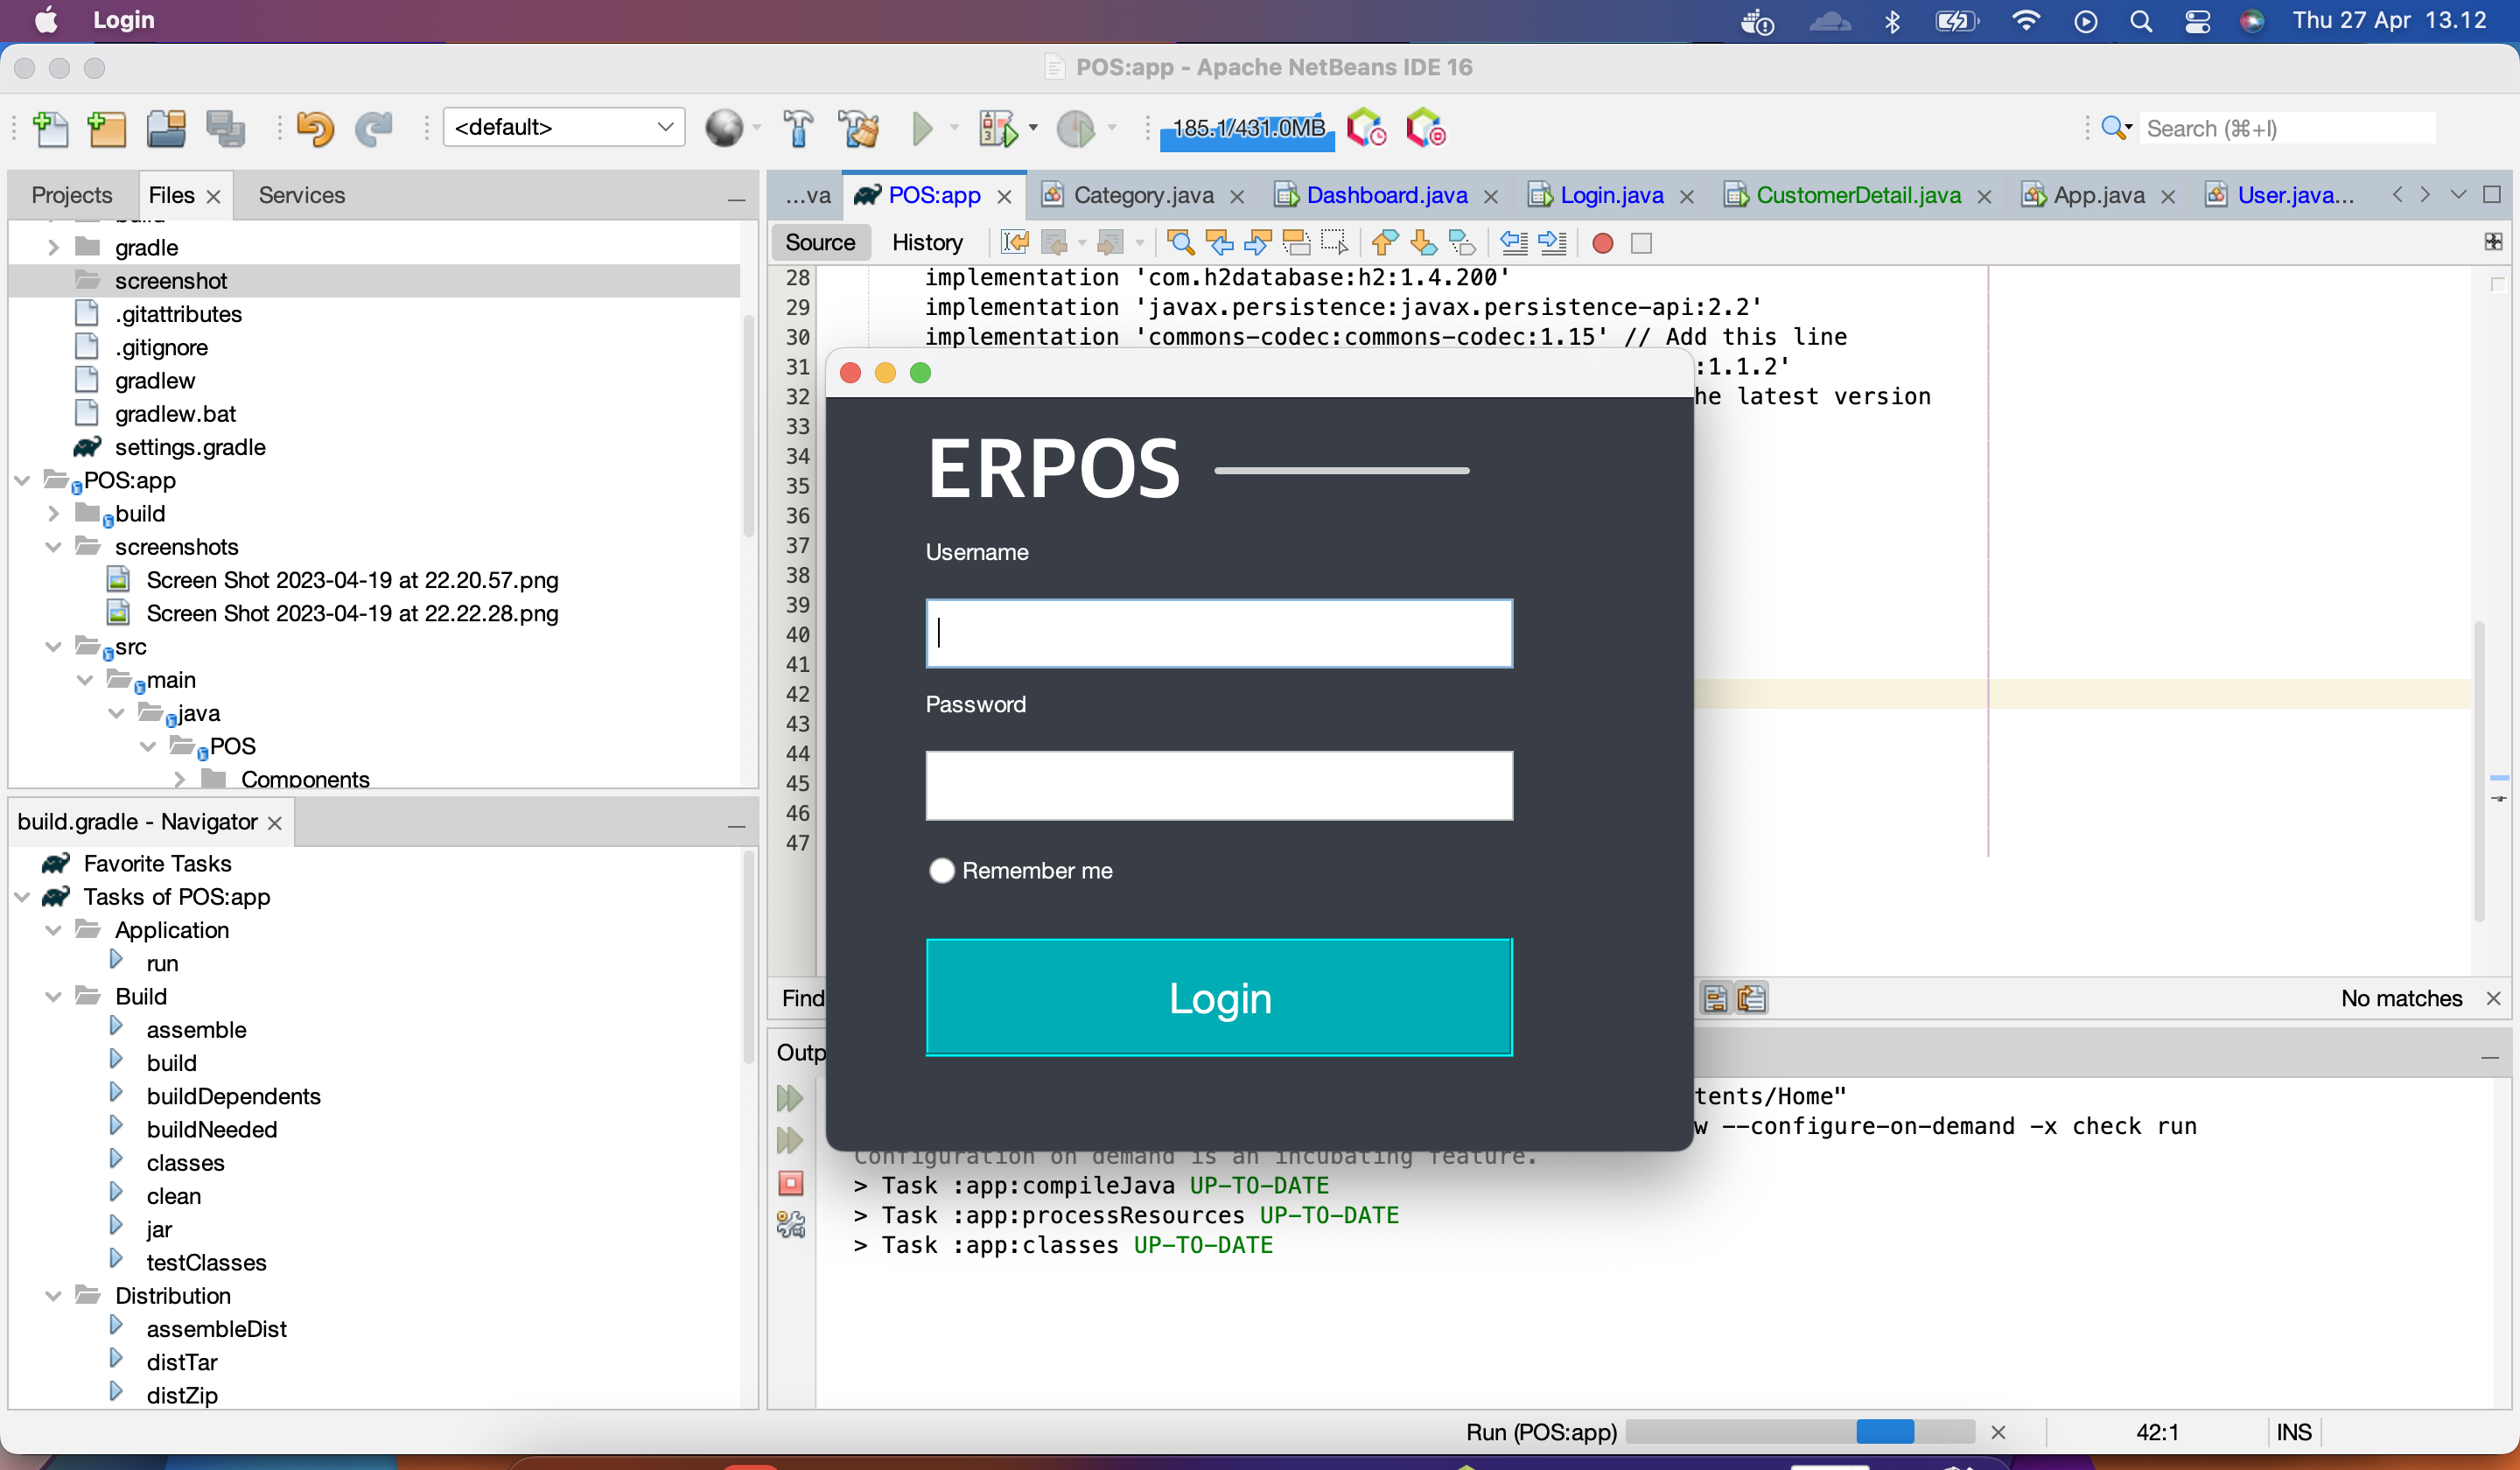 Login
Thu 27 Apr 13.12
POS:app - Apache NetBeans IDE 16
<default>
185.1/431.0MB
Search (⌘+I)
Projects
Files
Services
gradle
screenshot
.gitattributes
.gitignore
gradlew
gradlew.bat
settings.gradle
POS:app
build
screenshots
Screen Shot 2023-04-19 at 22.20.57.png
Screen Shot 2023-04-19 at 22.22.28.png
src
main
java
POS
Components
build.gradle - Navigator
Favorite Tasks
Tasks of POS:app
Application
run
Build
assemble
build
buildDependents
buildNeeded
classes
clean
jar
testClasses
Distribution
assembleDist
distTar
distZip
...va
POS:app
Category.java
Dashboard.java
Login.java
CustomerDetail.java
App.java
User.java...
Source
History
28 implementation 'com.h2database:h2:1.4.200'
29 implementation 'javax.persistence:javax.persistence-api:2.2'
30 implementation 'commons-codec:commons-codec:1.15' // Add this line
31 :1.1.2'
32 he latest version
33
34
35
36
37
38
39
40
41
42
43
44
45
46
47
ERPOS
Username
Password
Remember me
Login
Find
No matches
Outp
tents/Home"
w --configure-on-demand -x check run
Configuration on demand is an incubating feature.
> Task :app:compileJava UP-TO-DATE
> Task :app:processResources UP-TO-DATE
> Task :app:classes UP-TO-DATE
Run (POS:app)
42:1
INS